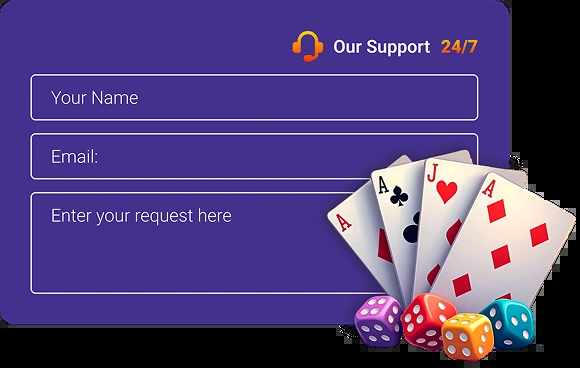 Our Support 24/7
Your Name
Email:
Enter your request here
A
A
J
A